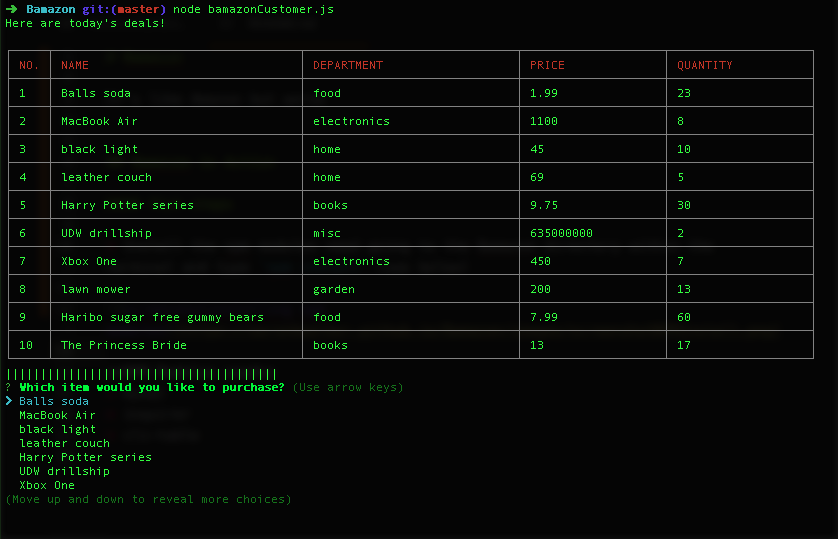 ➜ Bamazon git:(master) node bamazonCustomer.js
Here are today's deals!
NO. NAME DEPARTMENT PRICE QUANTITY
1 Balls soda food 1.99 23
2 MacBook Air electronics 1100 8
3 black light home 45 10
4 leather couch home 69 5
5 Harry Potter series books 9.75 30
6 UDW drillship misc 635000000 2
7 Xbox One electronics 450 7
8 lawn mower garden 200 13
9 Haribo sugar free gummy bears food 7.99 60
10 The Princess Bride books 13 17
|||||||||||||||||||||||||||||||||||||||
? Which item would you like to purchase? (Use arrow keys)
❯ Balls soda
MacBook Air
black light
leather couch
Harry Potter series
UDW drillship
Xbox One
(Move up and down to reveal more choices)